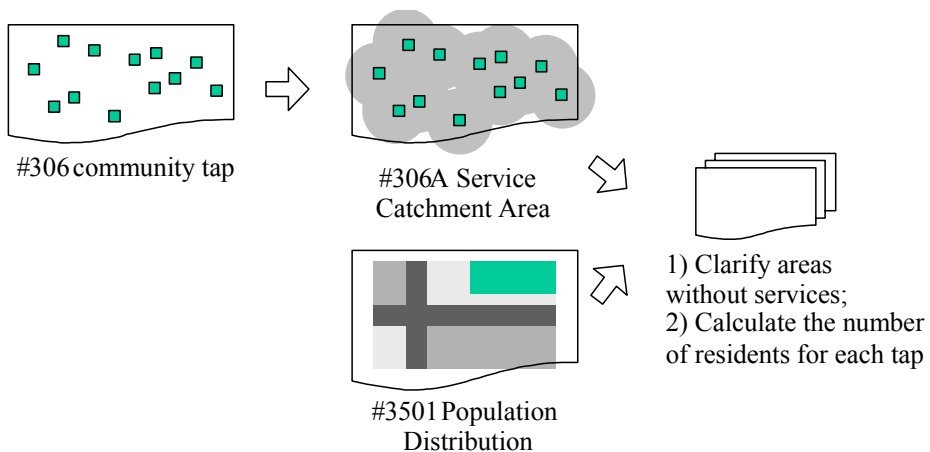 #306 community tap
#306A Service
Catchment Area
1) Clarify areas
without services;
2) Calculate the number
of residents for each tap
#3501 Population
Distribution